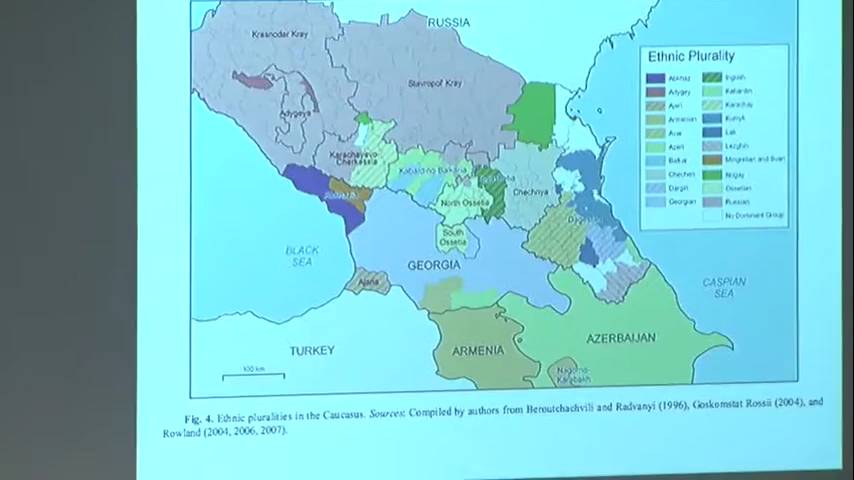 RUSSIA
Krasnodar Kray
Stavropol Kray
Adygeya
Karachayevo-
Cherkessia
Kabardino Balkaria
Chechnya
North Ossetia
South
Ossetia
BLACK
SEA
GEORGIA
Ajaria
CASPIAN
SEA
TURKEY
ARMENIA
AZERBAIJAN
Nagorno-
Karabakh
100 km
Ethnic Plurality
Abkhaz
Adygey
Ajeri
Armenian
Avar
Azeri
Balkar
Chechen
Dargin
Georgian
Ingush
Kabardin
Karachay
Kumyk
Lak
Lezghin
Mingrelian and Svan
Nogay
Ossetian
Russian
No Dominant Group
Fig. 4. Ethnic pluralities in the Caucasus. Sources: Compiled by authors from Beroutchachvili and Radvanyi (1996), Goskomstat Rossii (2004), and
Rowland (2004, 2006, 2007).